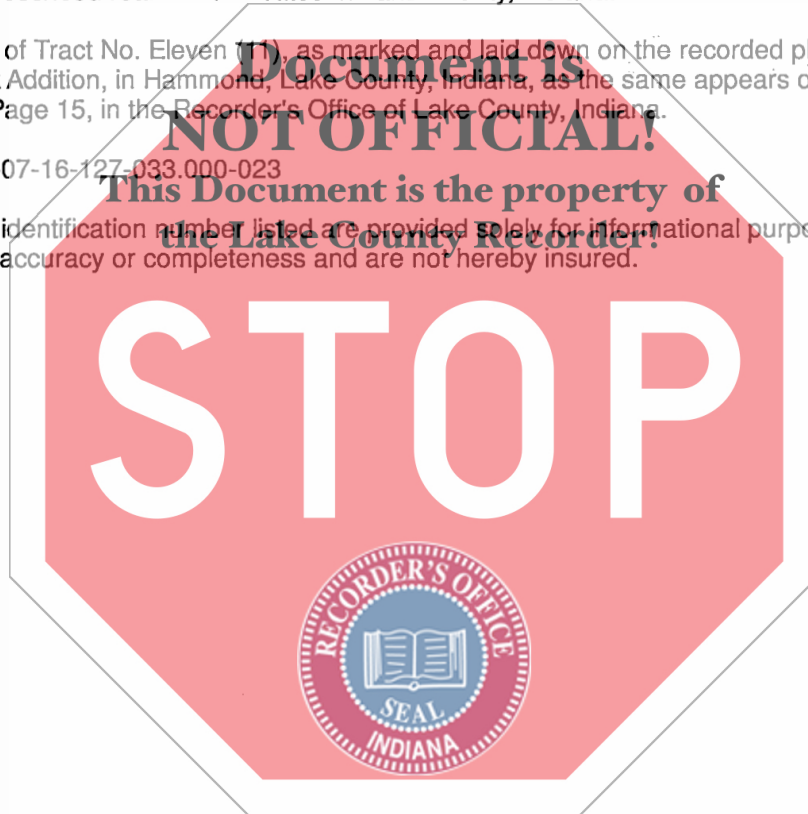 of Tract No. Eleven (11), as marked and laid down on the recorded
Document is
Addition, in Hammond, Lake County, Indiana, as the same appears
Page 15, in the Recorder's Office of Lake County, Indiana.
NOT OFFICIAL!
07-16-127-033.000-023
This Document is the property of
identification number listed are provided solely for informational
the Lake County Recorder!
accuracy or completeness and are not hereby insured.
STOP
RECORDER'S OFFICE
SEAL
INDIANA